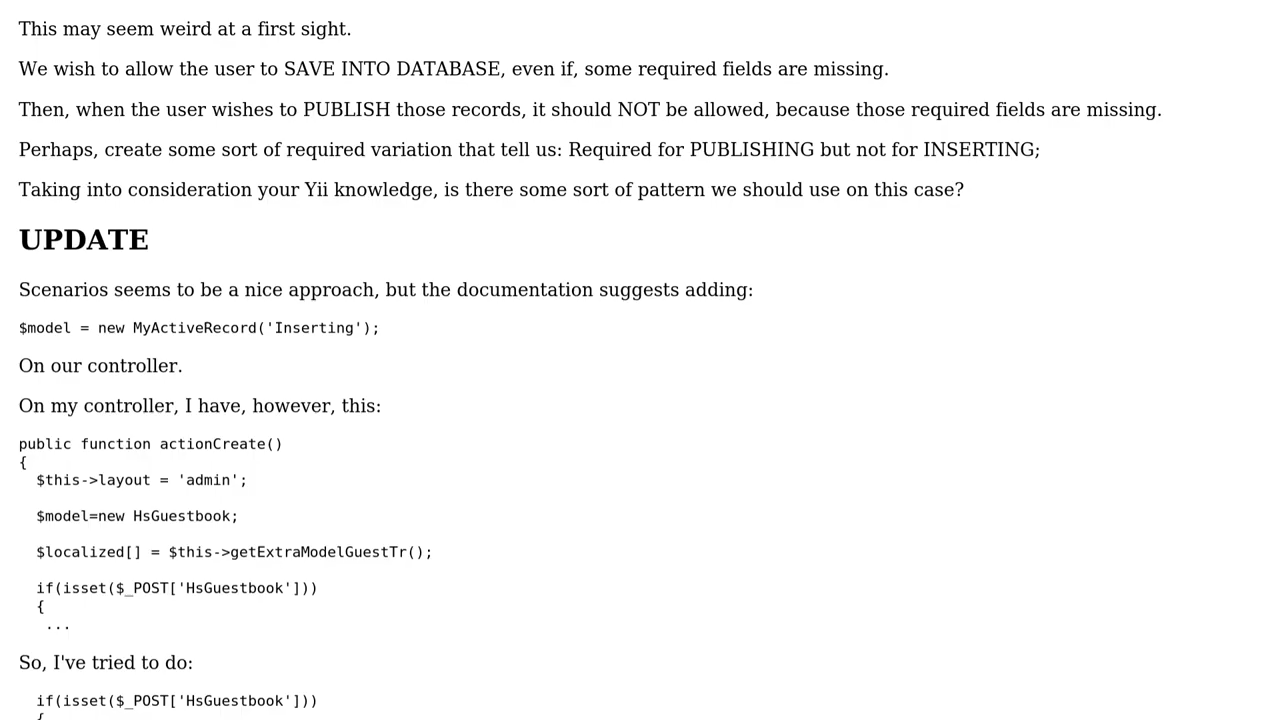 This may seem weird at a first sight.
We wish to allow the user to SAVE INTO DATABASE, even if, some required fields are missing.
Then, when the user wishes to PUBLISH those records, it should NOT be allowed, because those required fields are missing.
Perhaps, create some sort of required variation that tell us: Required for PUBLISHING but not for INSERTING;
Taking into consideration your Yii knowledge, is there some sort of pattern we should use on this case?
UPDATE
Scenarios seems to be a nice approach, but the documentation suggests adding:
$model = new MyActiveRecord('Inserting');
On our controller.
On my controller, I have, however, this:
public function actionCreate()
{
  $this->layout = 'admin';
  $model=new HsGuestbook;
  $localized[] = $this->getExtraModelGuestTr();
  if(isset($_POST['HsGuestbook']))
  {
   ...
So, I've tried to do:
  if(isset($_POST['HsGuestbook']))
  {